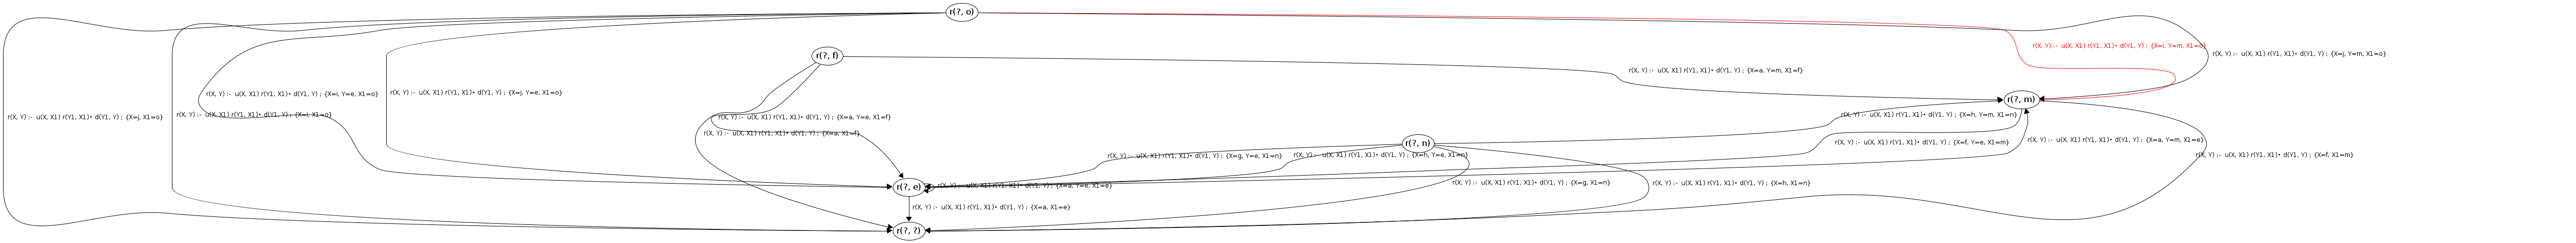 r(?, o)
r(X, Y) :- u(X, X1) r(Y1, X1)• d(Y1, Y) ; {X=i, Y=m, X1=o}
r(X, Y) :- u(X, X1) r(Y1, X1)• d(Y1, Y) ; {X=j, Y=m, X1=o}
r(?, f)
r(X, Y) :- u(X, X1) r(Y1, X1)• d(Y1, Y) ; {X=a, Y=m, X1=f}
r(X, Y) :- u(X, X1) r(Y1, X1)• d(Y1, Y) ; {X=i, Y=e, X1=o}
r(X, Y) :- u(X, X1) r(Y1, X1)• d(Y1, Y) ; {X=j, Y=e, X1=o}
r(?, m)
r(X, Y) :- u(X, X1) r(Y1, X1)• d(Y1, Y) ; {X=j, X1=o}
r(X, Y) :- u(X, X1) r(Y1, X1)• d(Y1, Y) ; {X=i, X1=o}
r(X, Y) :- u(X, X1) r(Y1, X1)• d(Y1, Y) ; {X=a, Y=e, X1=f}
r(X, Y) :- u(X, X1) r(Y1, X1)• d(Y1, Y) ; {X=h, Y=m, X1=n}
r(X, Y) :- u(X, X1) r(Y1, X1)• d(Y1, Y) ; {X=a, X1=f}
r(?, n)
r(X, Y) :- u(X, X1) r(Y1, X1)• d(Y1, Y) ; {X=f, Y=e, X1=m}
r(X, Y) :- u(X, X1) r(Y1, X1)• d(Y1, Y) ; {X=a, Y=m, X1=e}
r(X, Y) :- u(X, X1) r(Y1, X1)• d(Y1, Y) ; {X=g, Y=e, X1=n}
r(X, Y) :- u(X, X1) r(Y1, X1)• d(Y1, Y) ; {X=h, Y=e, X1=n}
r(X, Y) :- u(X, X1) r(Y1, X1)• d(Y1, Y) ; {X=f, X1=m}
r(?, e)
r(X, Y) :- u(X, X1) r(Y1, X1)• d(Y1, Y) ; {X=a, Y=e, X1=e}
r(X, Y) :- u(X, X1) r(Y1, X1)• d(Y1, Y) ; {X=g, X1=n}
r(X, Y) :- u(X, X1) r(Y1, X1)• d(Y1, Y) ; {X=h, X1=n}
r(X, Y) :- u(X, X1) r(Y1, X1)• d(Y1, Y) ; {X=a, X1=e}
r(?, ?)